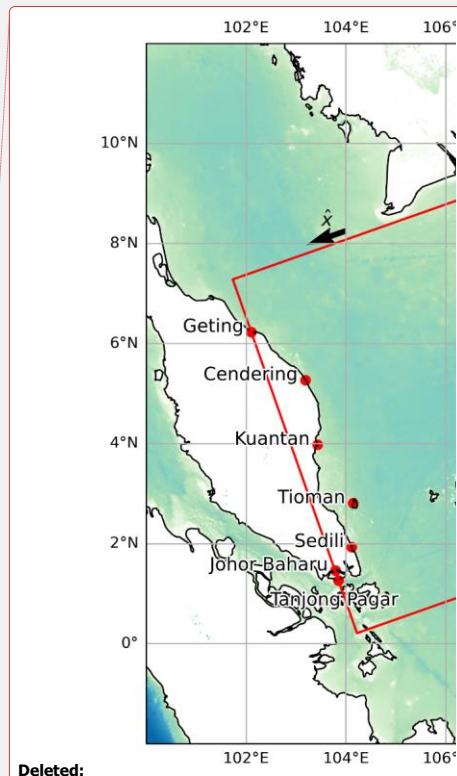 102°E 104°E 106°
10°N
x̂
8°N
Geting
6°N
Cendering
4°N
Kuantan
Tioman
2°N
Sedili
Johor Baharu
Tanjong Pagar
0°
102°E 104°E 106°
Deleted: